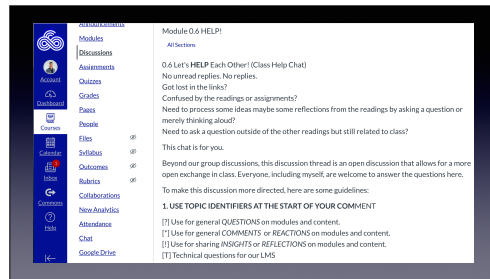 Announcements
Modules
Discussions
Assignments
Quizzes
Grades
Pages
People
Files
Syllabus
Outcomes
Rubrics
Collaborations
New Analytics
Attendance
Chat
Google Drive
Account
Dashboard
Courses
Calendar
Inbox
Commons
Help
Module 0.6 HELP!
All Sections
0.6 Let's HELP Each Other! (Class Help Chat)
No unread replies. No replies.
Got lost in the links?
Confused by the readings or assignments?
Need to process some ideas maybe some reflections from the readings by asking a question or
merely thinking aloud?
Need to ask a question outside of the other readings but still related to class?
This chat is for you.
Beyond our group discussions, this discussion thread is an open discussion that allows for a more
open exchange in class. Everyone, including myself, are welcome to answer the questions here.
To make this discussion more directed, here are some guidelines:
1. USE TOPIC IDENTIFIERS AT THE START OF YOUR COMMENT
[?] Use for general QUESTIONS on modules and content.
[*] Use for general COMMENTS or REACTIONS on modules and content.
[!] Use for sharing INSIGHTS or REFLECTIONS on modules and content.
[T] Technical questions for our LMS